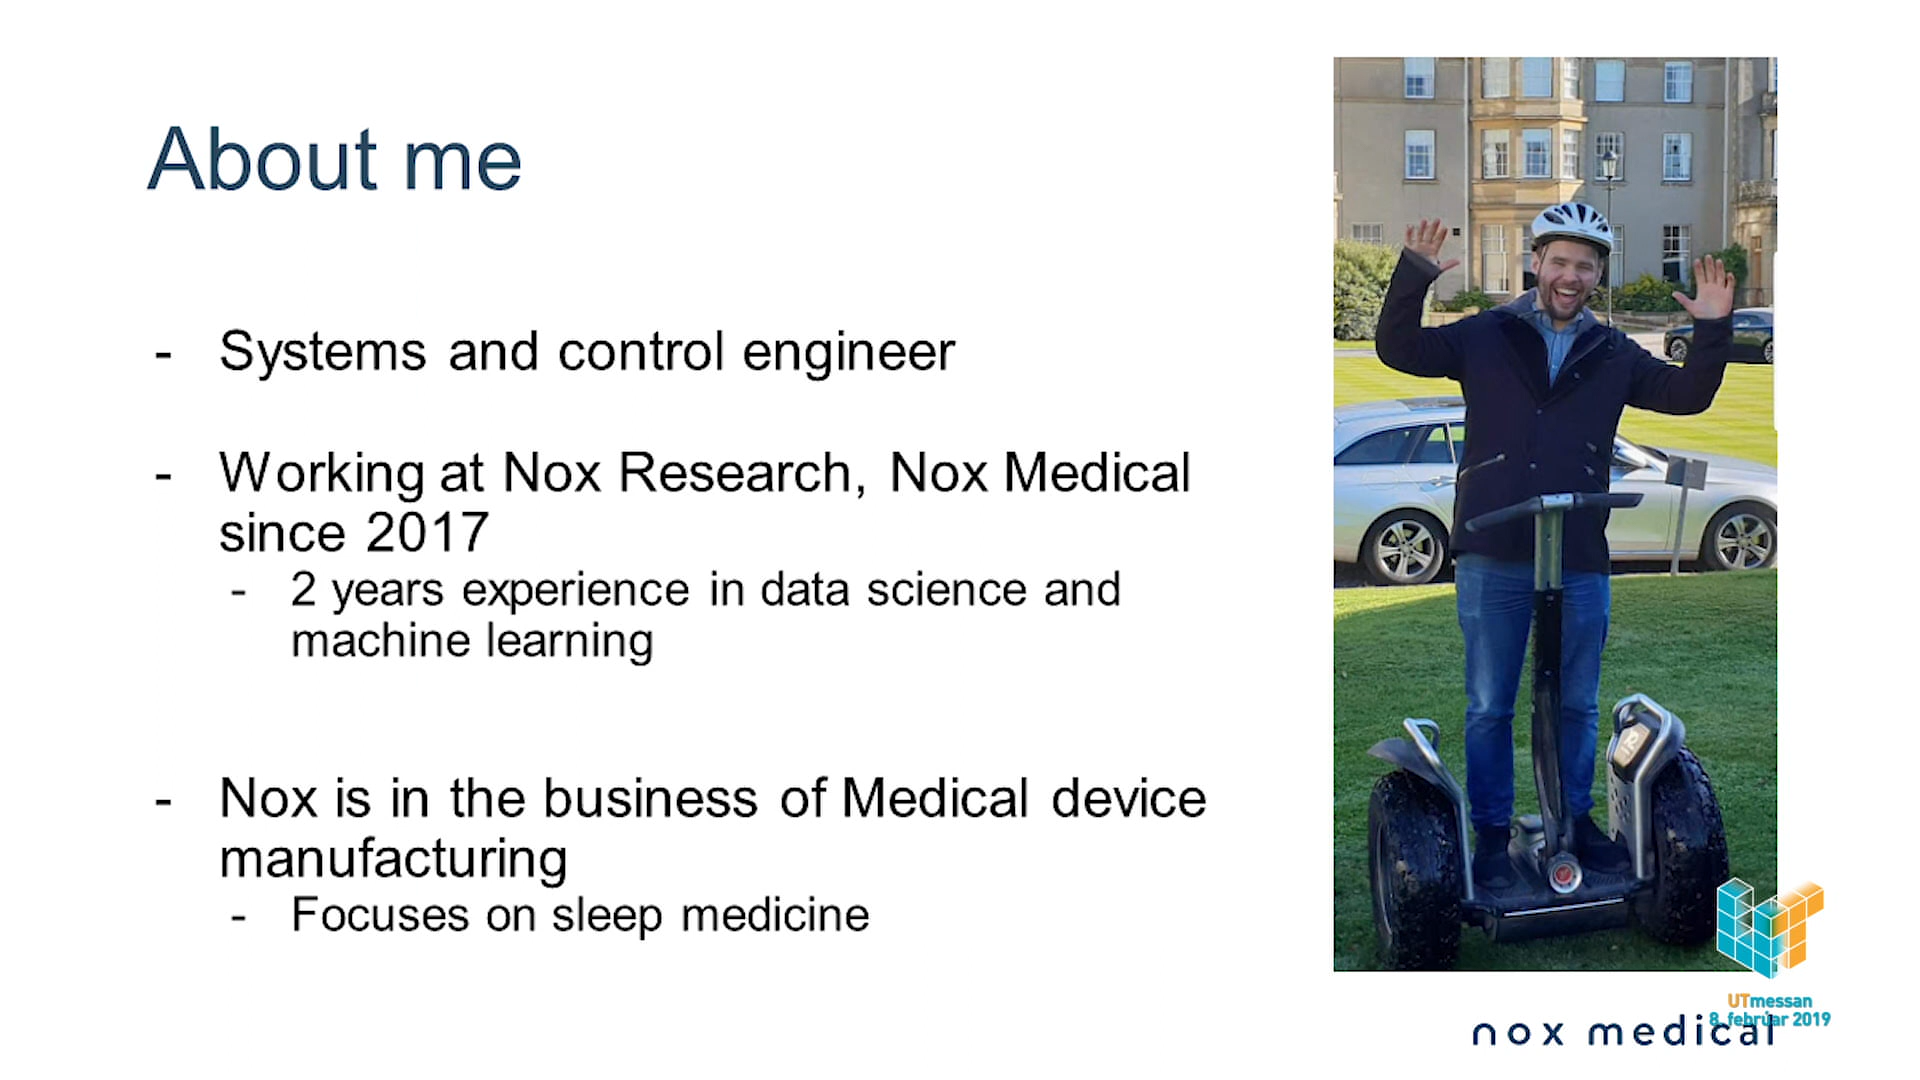 About me
- Systems and control engineer
- Working at Nox Research, Nox Medical
since 2017
- 2 years experience in data science and
machine learning
- Nox is in the business of Medical device
manufacturing
- Focuses on sleep medicine
UTmessan
8. febrúar 2019
nox medical